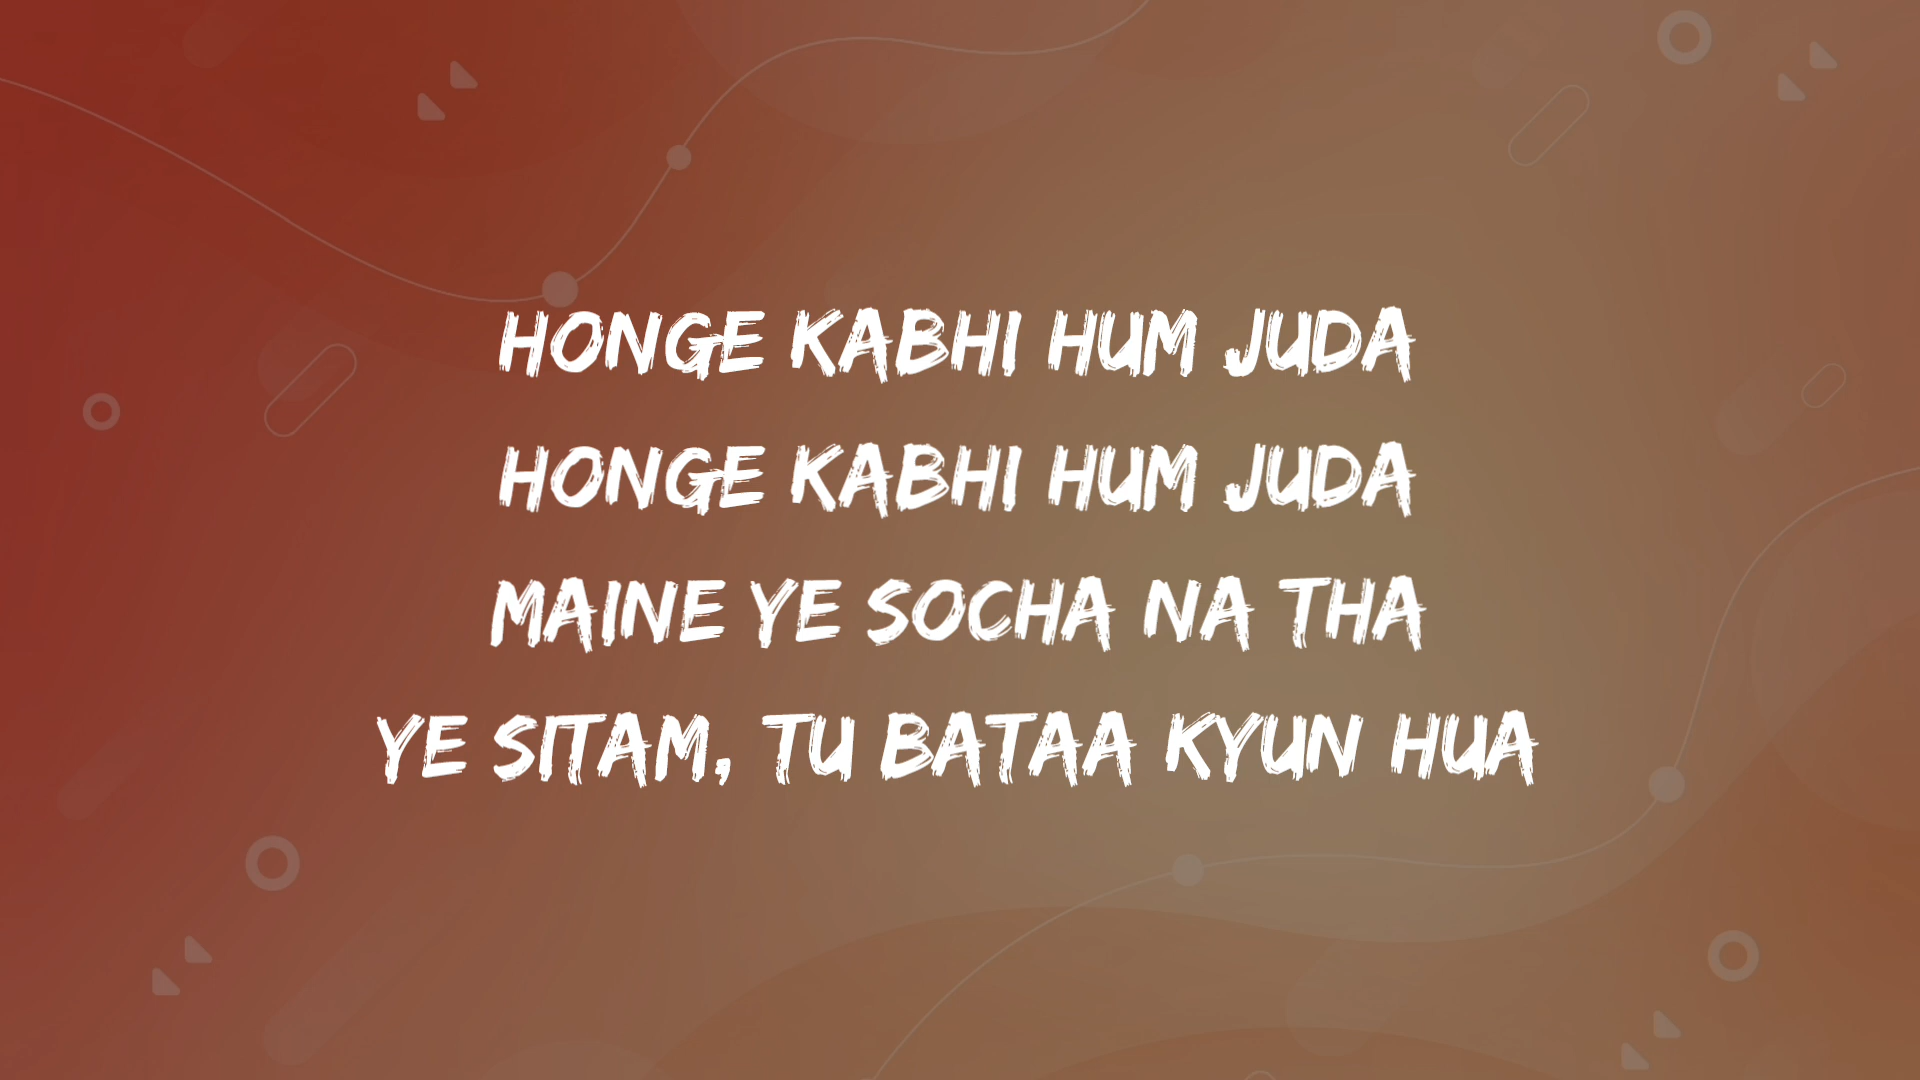 HONGE KABHI HUM JUDA
HONGE KABHI HUM JUDA
MAINE YE SOCHA NA THA
YE SITAM, TU BATAA KYUN HUA